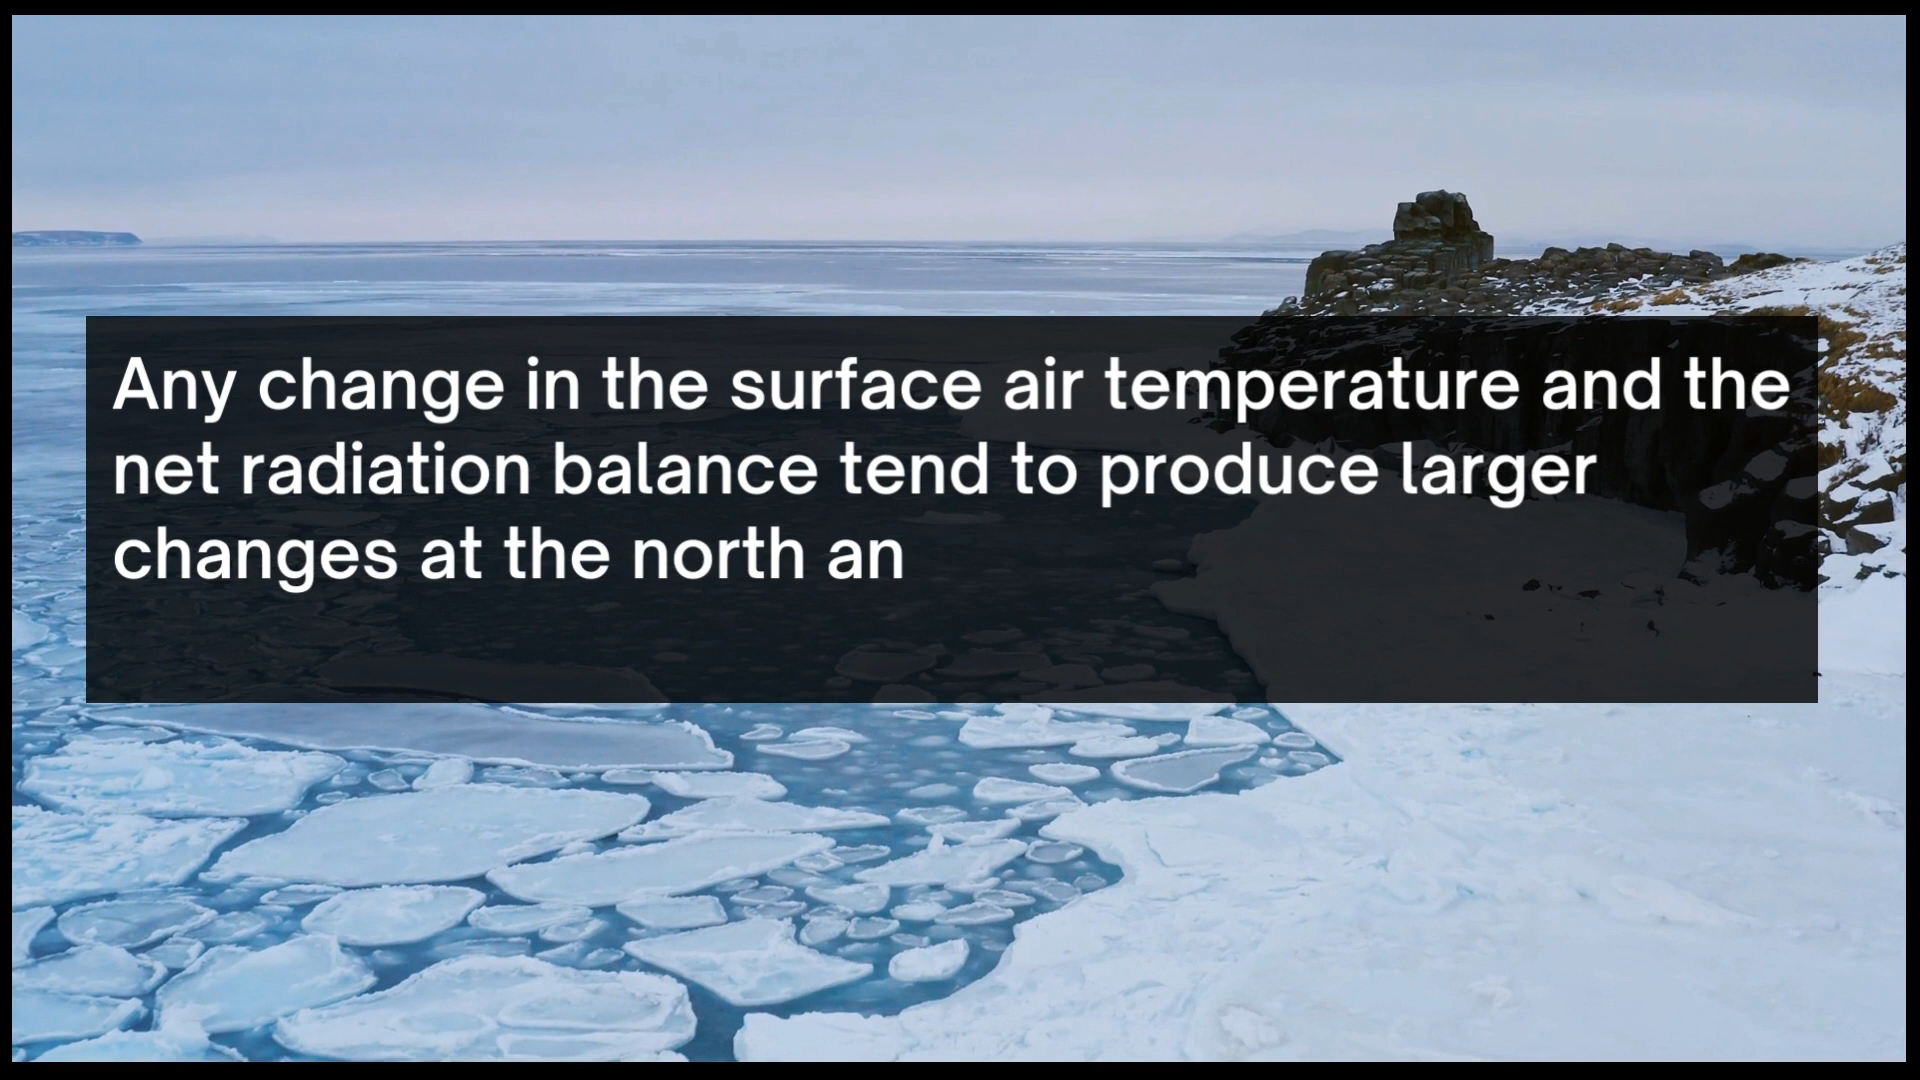 Any change in the surface air temperature and the
net radiation balance tend to produce larger
changes at the north an